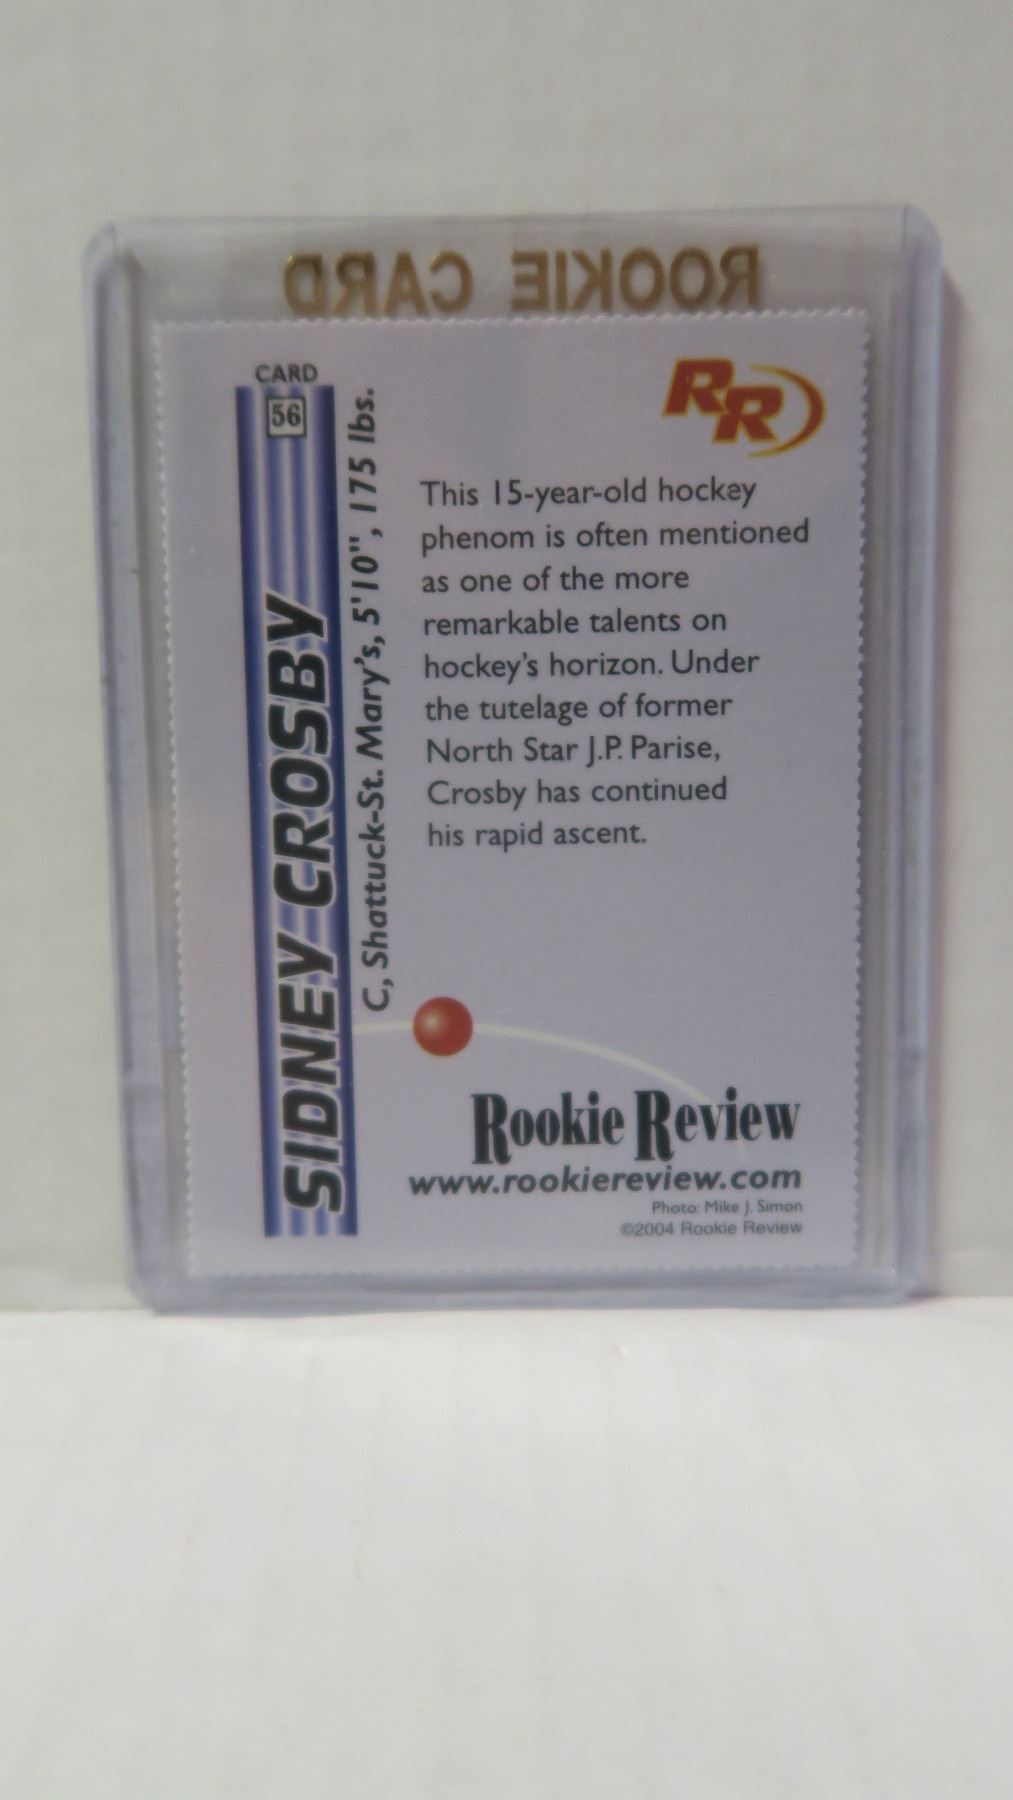 ROOKIE CARD
CARD
56
RR
SIDNEY CROSBY
C, Shattuck-St. Mary's, 5'10", 175 lbs.
This 15-year-old hockey
phenom is often mentioned
as one of the more
remarkable talents on
hockey's horizon. Under
the tutelage of former
North Star J.P. Parise,
Crosby has continued
his rapid ascent.
Rookie Review
www.rookiereview.com
Photo: Mike J. Simon
©2004 Rookie Review